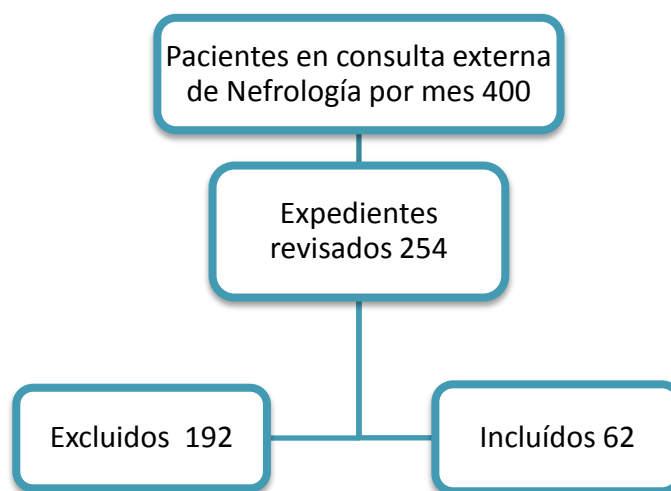 Pacientes en consulta externa
de Nefrología por mes 400
Expedientes
revisados 254
Excluidos 192
Incluídos 62